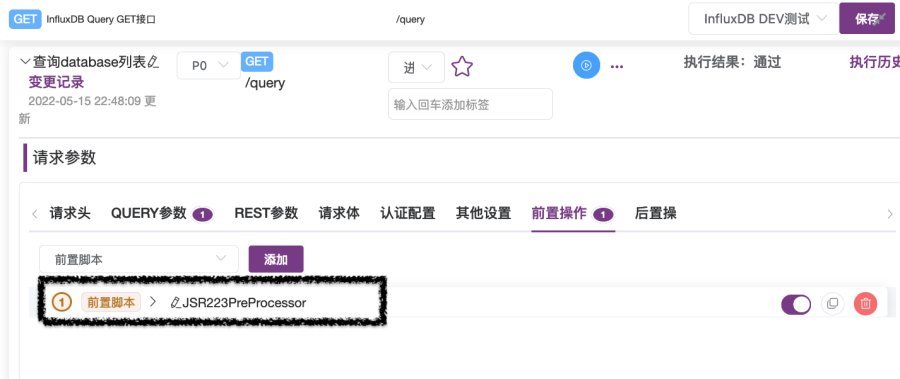 GET InfluxDB Query GET接口 /query InfluxDB DEV测试 保存
查询database列表 P0 GET 进 执行结果：通过 执行历史
变更记录 /query
2022-05-15 22:48:09 更新
输入回车添加标签
请求参数
请求头 QUERY参数 1 REST参数 请求体 认证配置 其他设置 前置操作 1 后置操
前置脚本 添加
1 前置脚本 JSR223PreProcessor